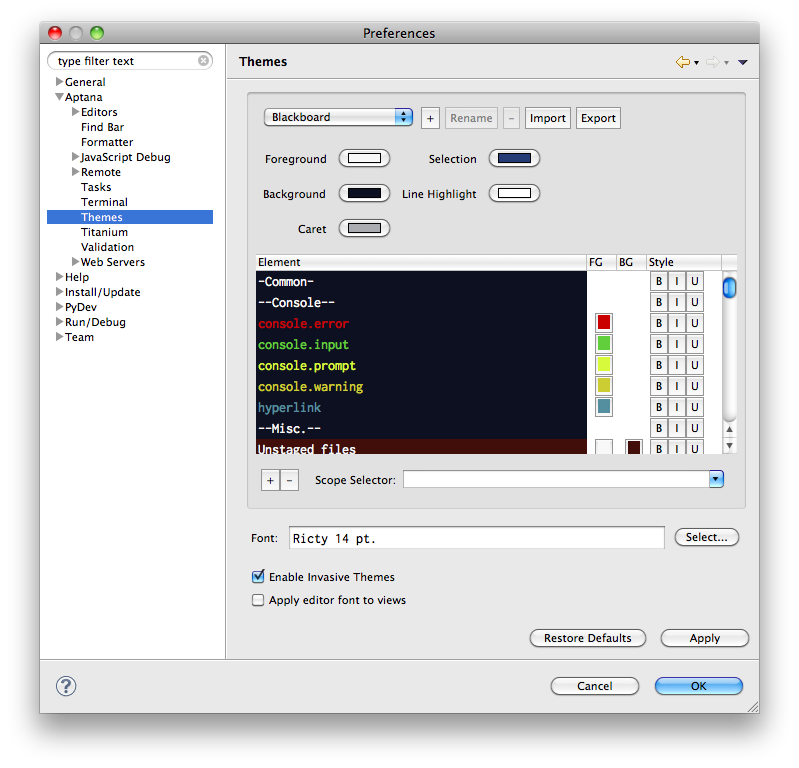 Preferences
type filter text
General
Aptana
Editors
Find Bar
Formatter
JavaScript Debug
Remote
Tasks
Terminal
Themes
Titanium
Validation
Web Servers
Help
Install/Update
PyDev
Run/Debug
Team
Themes
Blackboard + Rename - Import Export
Foreground Selection
Background Line Highlight
Caret
Element FG BG Style
-Common- B I U
--Console-- B I U
console.error B I U
console.input B I U
console.prompt B I U
console.warning B I U
hyperlink B I U
--Misc.-- B I U
Unstaged files B I U
+ - Scope Selector:
Font: Ricty 14 pt. Select...
Enable Invasive Themes
Apply editor font to views
Restore Defaults Apply
? Cancel OK